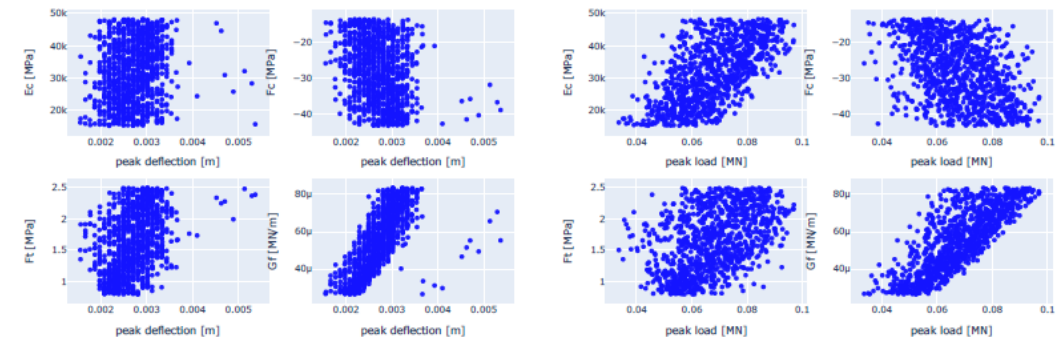 Ec [MPa]
50k
40k
30k
20k
0.002 0.003 0.004 0.005
peak deflection [m]
Fc [MPa]
−20
−40
0.002 0.003 0.004 0.005
peak deflection [m]
Ec [MPa]
50k
40k
30k
20k
0.04 0.06 0.08 0.1
peak load [MN]
Fc [MPa]
−20
−40
0.04 0.06 0.08 0.1
peak load [MN]
Ft [MPa]
2.5
2
1.5
1
0.002 0.003 0.004 0.005
peak deflection [m]
Gf [MN/m]
80μ
60μ
40μ
0.002 0.003 0.004 0.005
peak deflection [m]
Ft [MPa]
2.5
2
1.5
1
0.04 0.06 0.08 0.1
peak load [MN]
Gf [MN/m]
80μ
60μ
40μ
0.04 0.06 0.08 0.1
peak load [MN]